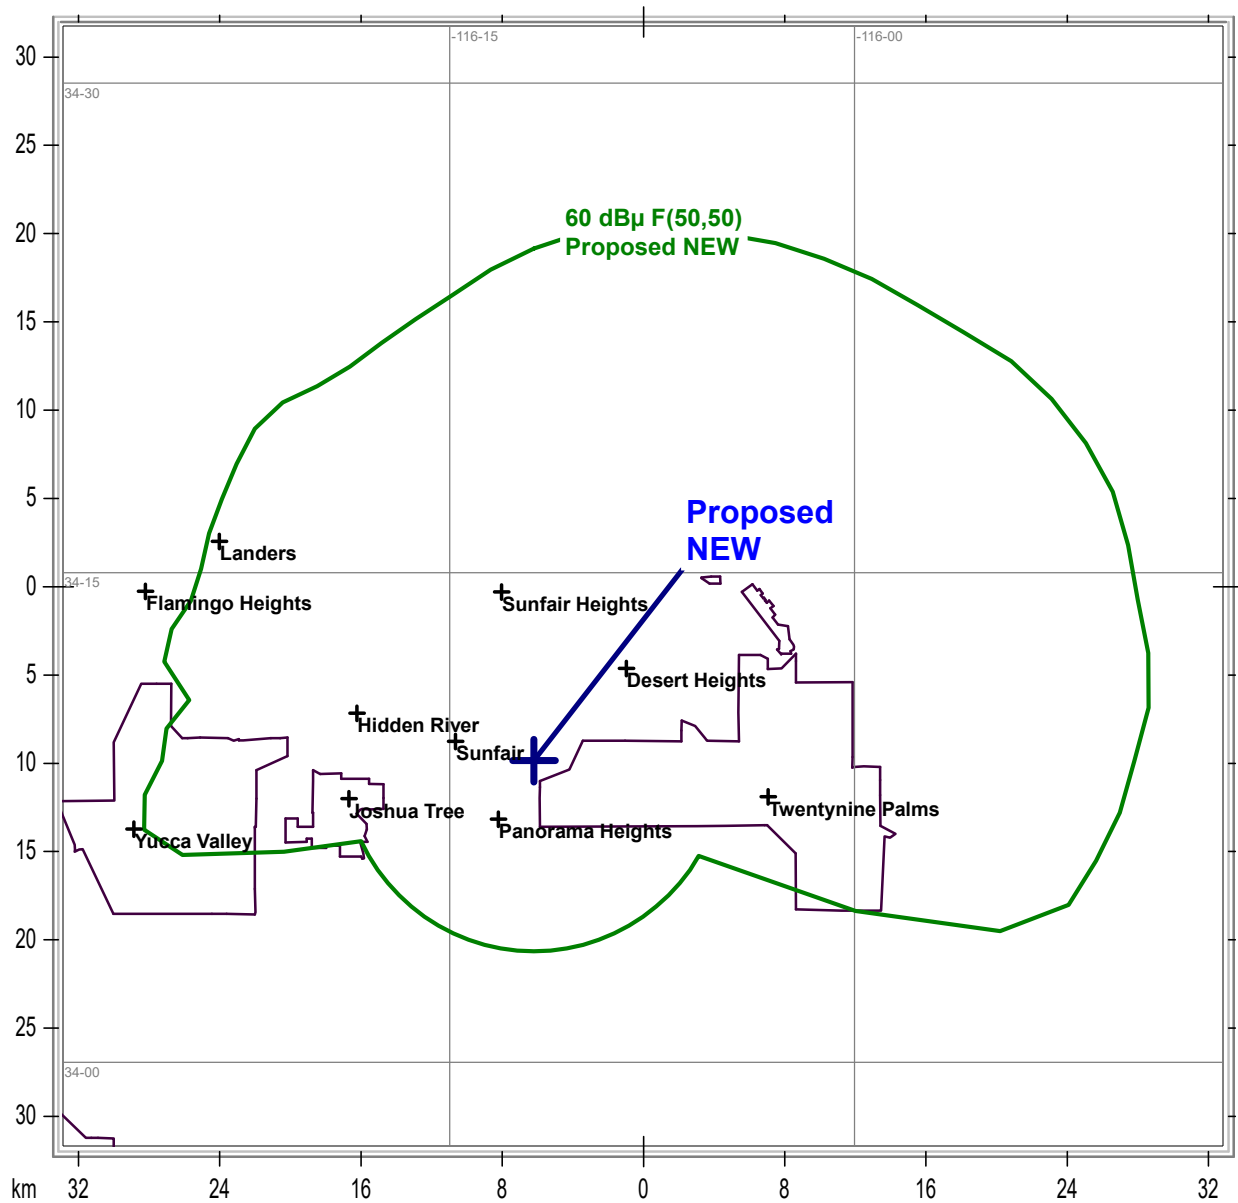 -116-15
-116-00
34-30
60 dBµ F(50,50)
Proposed NEW
Proposed
NEW
Landers
34-15
Flamingo Heights
Sunfair Heights
Desert Heights
Hidden River
Sunfair
Joshua Tree
Twentynine Palms
Panorama Heights
Yucca Valley
34-00
30
25
20
15
10
5
0
5
10
15
20
25
30
km
32
24
16
8
0
8
16
24
32